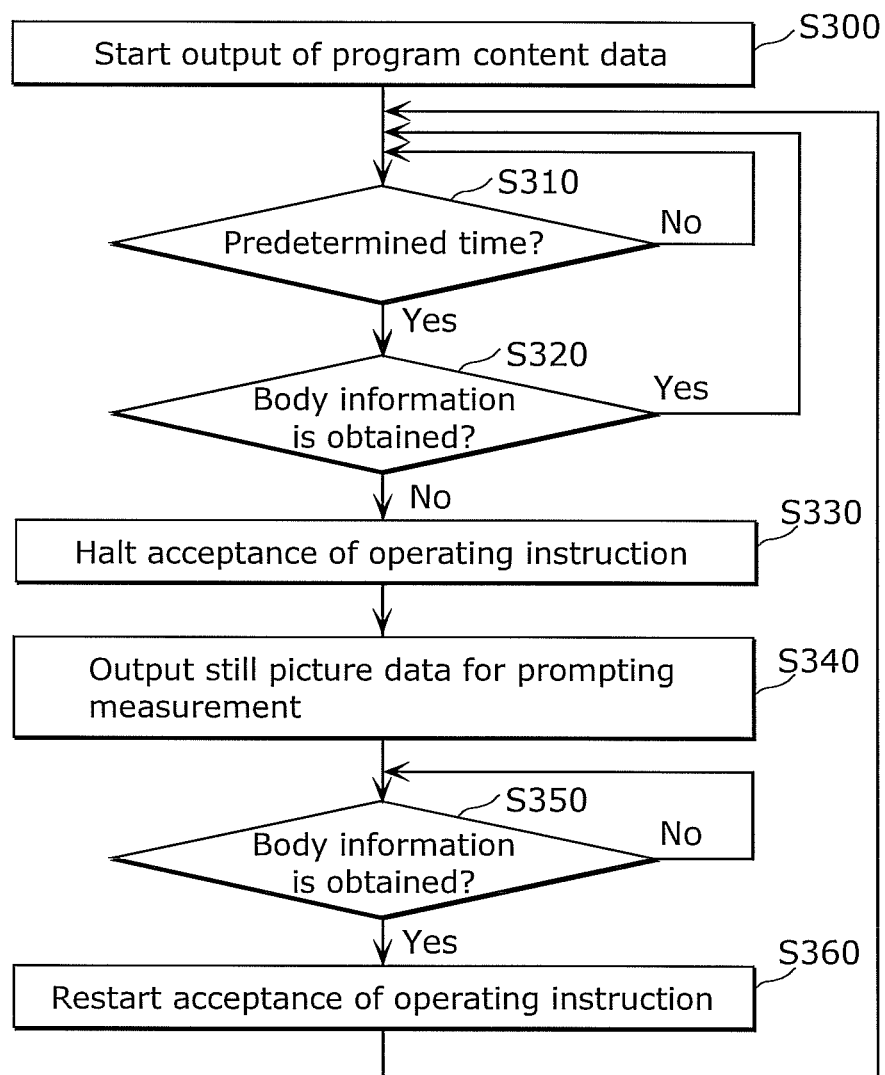 S300
Start output of program content data
S310
No
Predetermined time?
Yes
S320
Yes
Body information
is obtained?
No
S330
Halt acceptance of operating instruction
S340
Output still picture data for prompting
measurement
S350
No
Body information
is obtained?
Yes
S360
Restart acceptance of operating instruction